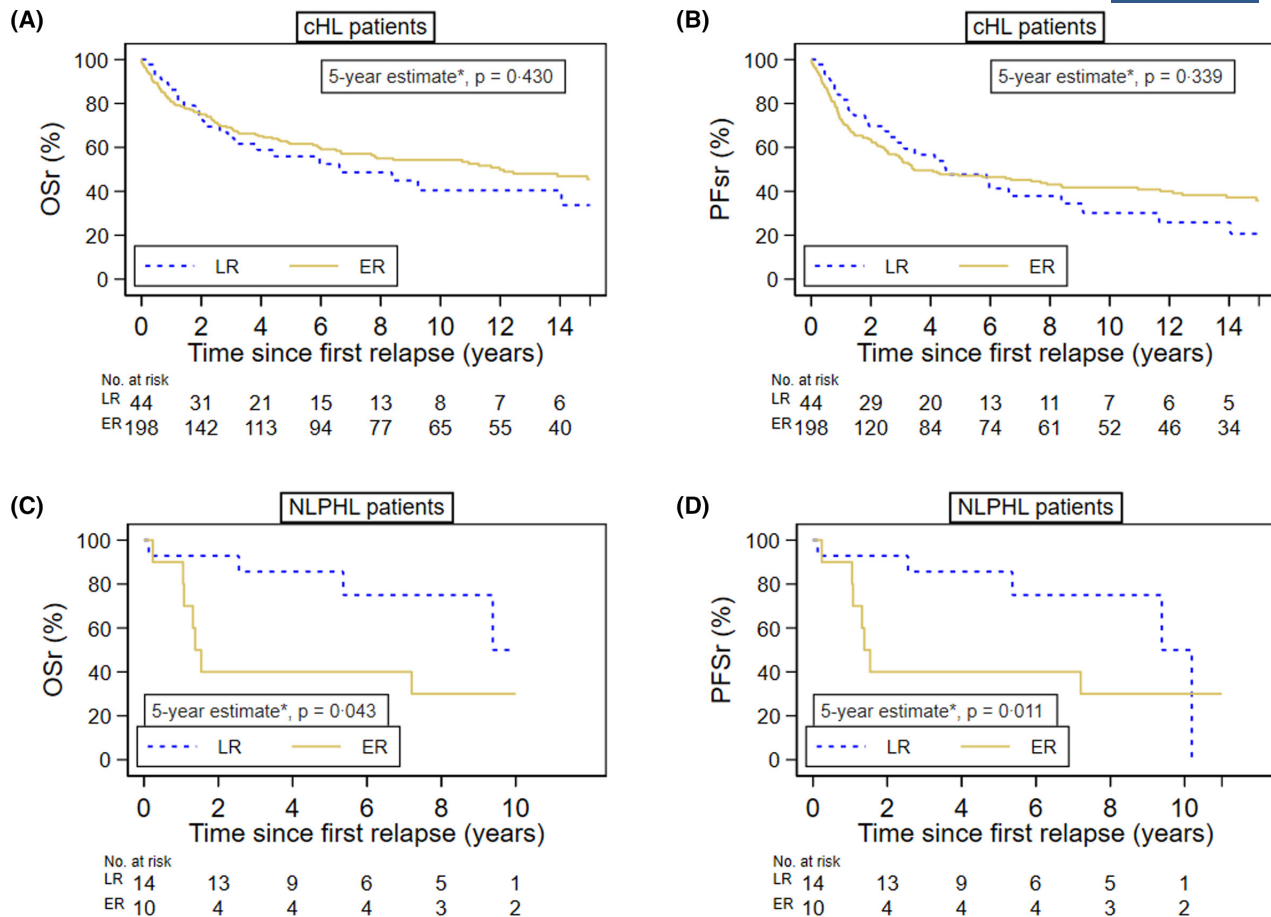 (A)
cHL patients
5-year estimate*, p = 0·430
OSr (%)
100
80
60
40
20
0
LR ER
0 2 4 6 8 10 12 14
Time since first relapse (years)
No. at risk
LR 44 31 21 15 13 8 7 6
ER 198 142 113 94 77 65 55 40
(B)
cHL patients
5-year estimate*, p = 0·339
PFsr (%)
100
80
60
40
20
0
LR ER
0 2 4 6 8 10 12 14
Time since first relapse (years)
No. at risk
LR 44 29 20 13 11 7 6 5
ER 198 120 84 74 61 52 46 34
(C)
NLPHL patients
OSr (%)
100
80
60
40
20
0
5-year estimate*, p = 0·043
LR ER
0 2 4 6 8 10
Time since first relapse (years)
No. at risk
LR 14 13 9 6 5 1
ER 10 4 4 4 3 2
(D)
NLPHL patients
PFSr (%)
100
80
60
40
20
0
5-year estimate*, p = 0·011
LR ER
0 2 4 6 8 10
Time since first relapse (years)
No. at risk
LR 14 13 9 6 5 1
ER 10 4 4 4 3 2